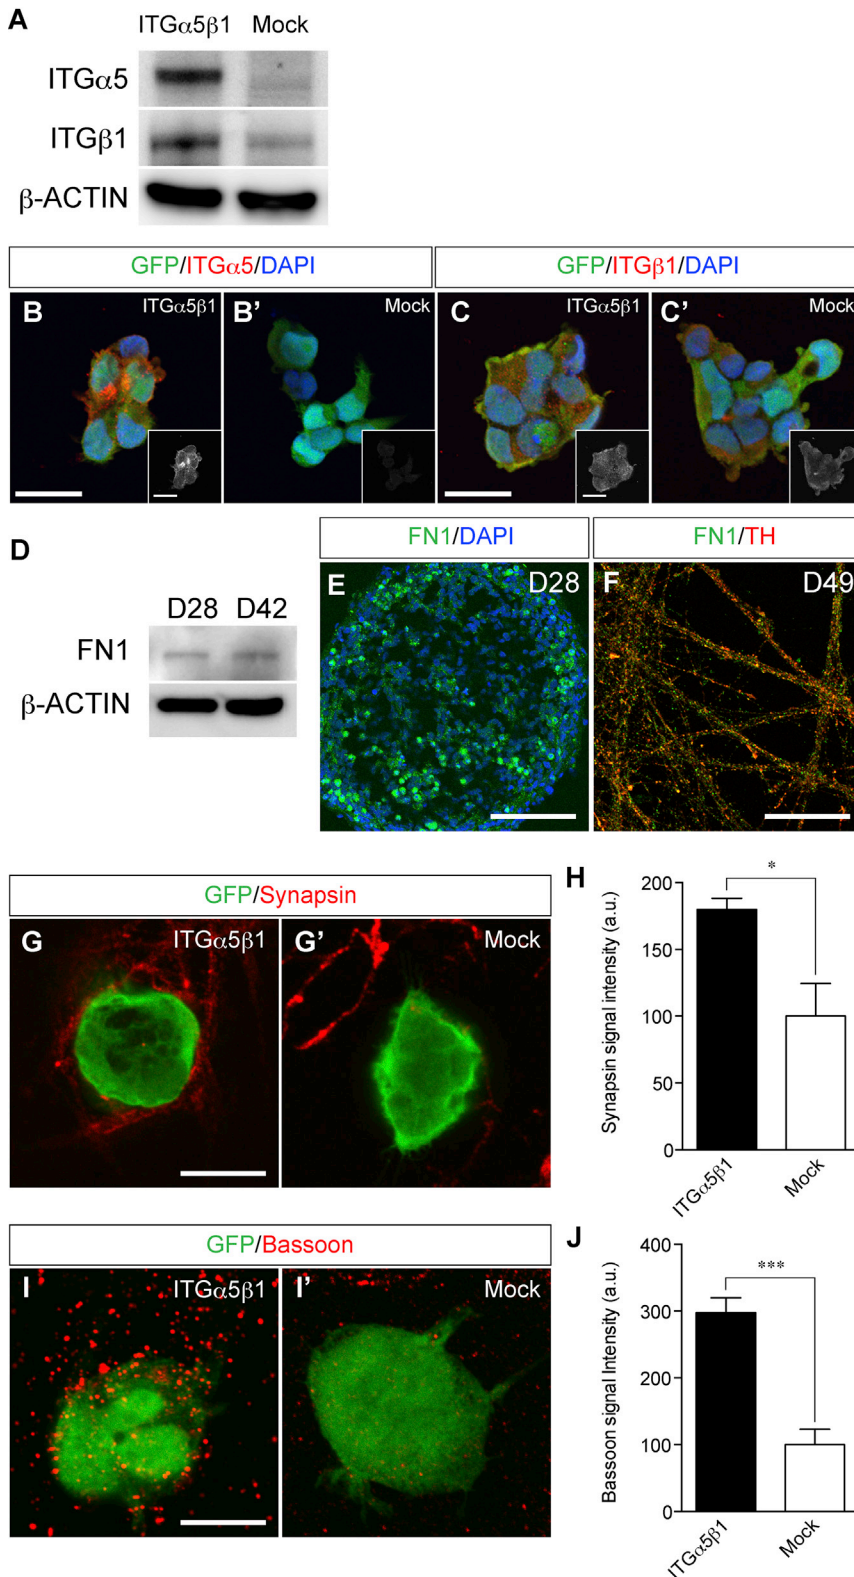 A
ITGα5β1 Mock
ITGα5
ITGβ1
β-ACTIN
GFP/ITGα5/DAPI
GFP/ITGβ1/DAPI
B ITGα5β1
B' Mock
C ITGα5β1
C' Mock
D
D28 D42
FN1
β-ACTIN
FN1/DAPI
FN1/TH
E D28
F D49
GFP/Synapsin
G ITGα5β1
G' Mock
H
*
Synapsin signal intensity (a.u.)
200
150
100
50
0
ITGα5β1
Mock
GFP/Bassoon
I ITGα5β1
I' Mock
J
***
Bassoon signal Intensity (a.u.)
400
300
200
100
0
ITGα5β1
Mock